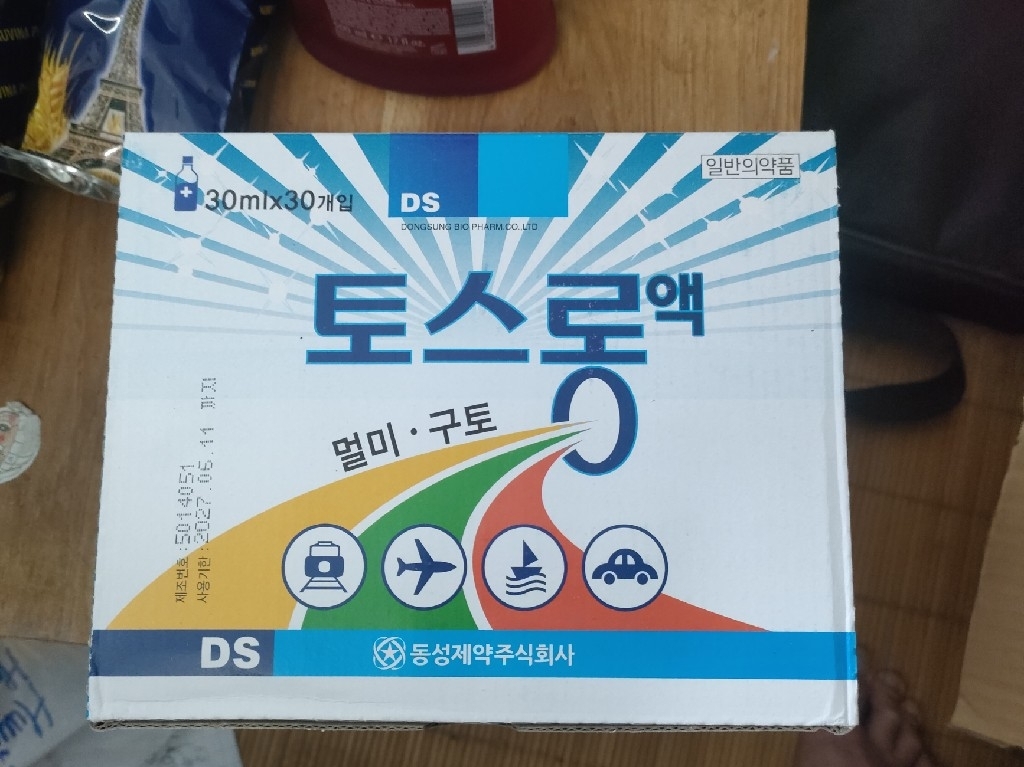 30mlx30개입
DS
DONGSUNG BIO PHARM.CO.,LTD
일반의약품
토스롱액
멀미·구토
제조번호 : 5014051
사용기한 : 2027.06.11 까지
DS
동성제약주식회사